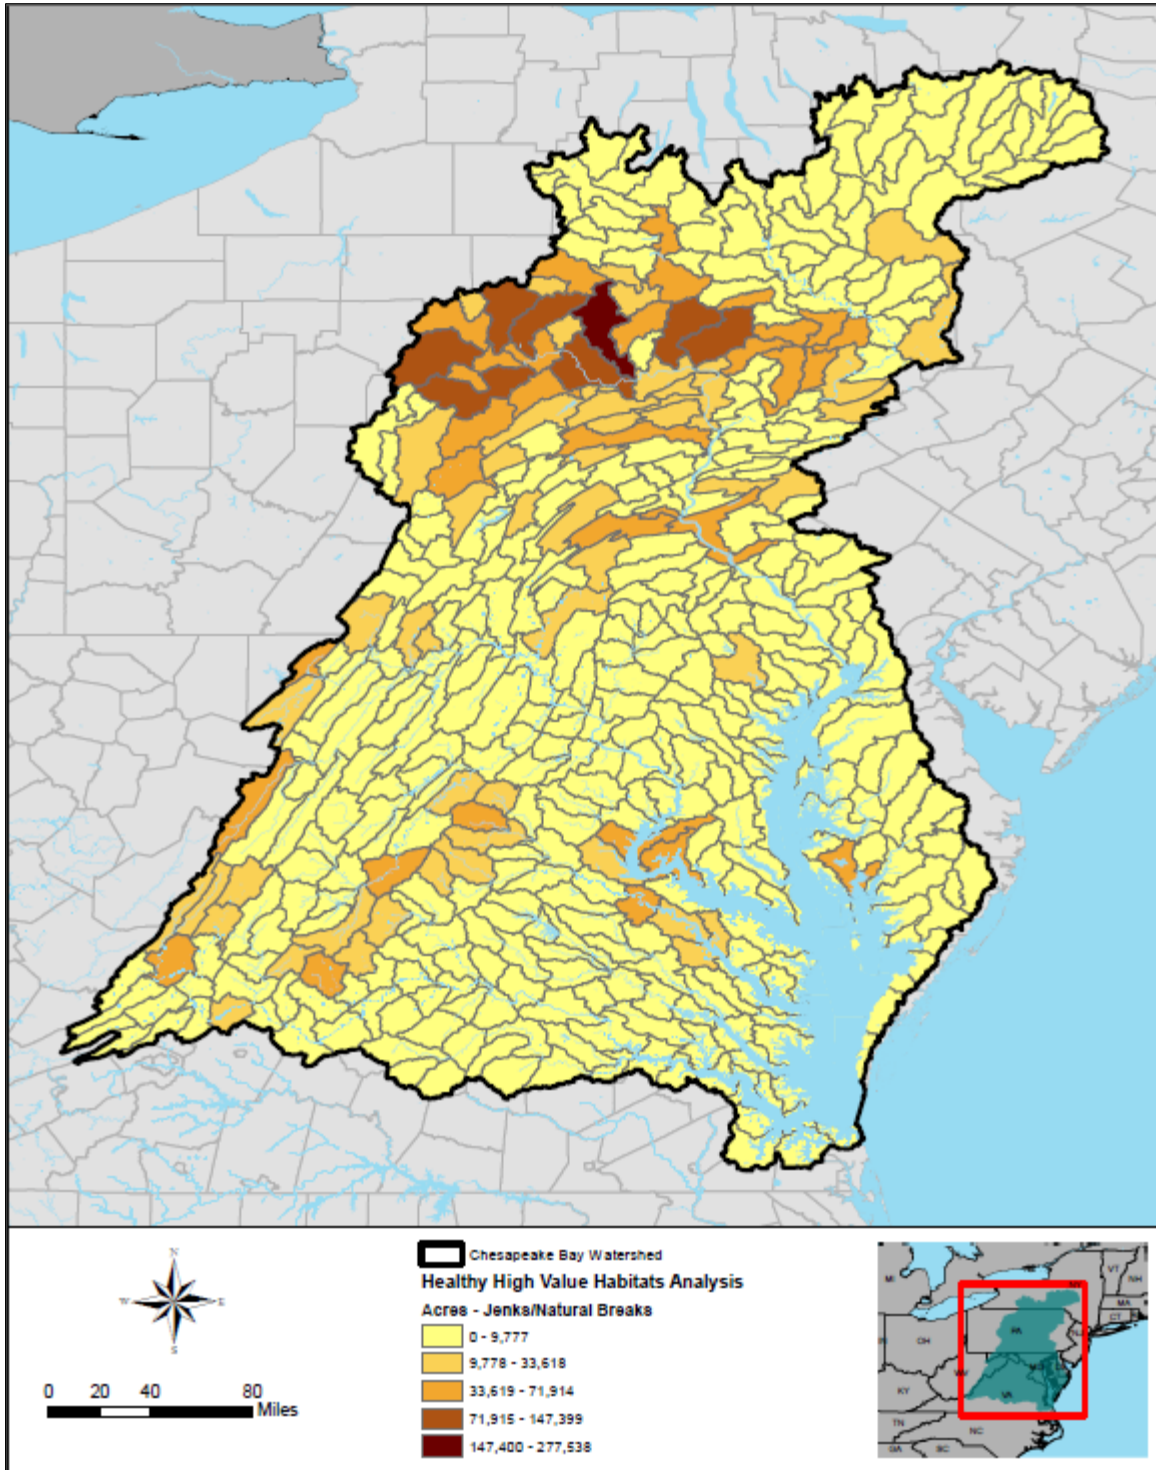 N
W
E
S
0
20
40
80
Miles
Chesapeake Bay Watershed
Healthy High Value Habitats Analysis
Acres - Jenks/Natural Breaks
0 - 9,777
9,778 - 33,618
33,619 - 71,914
71,915 - 147,399
147,400 - 277,538
MI
VT
NH
MA
CT
PA
OH
KY
VA
TN
NC
SC